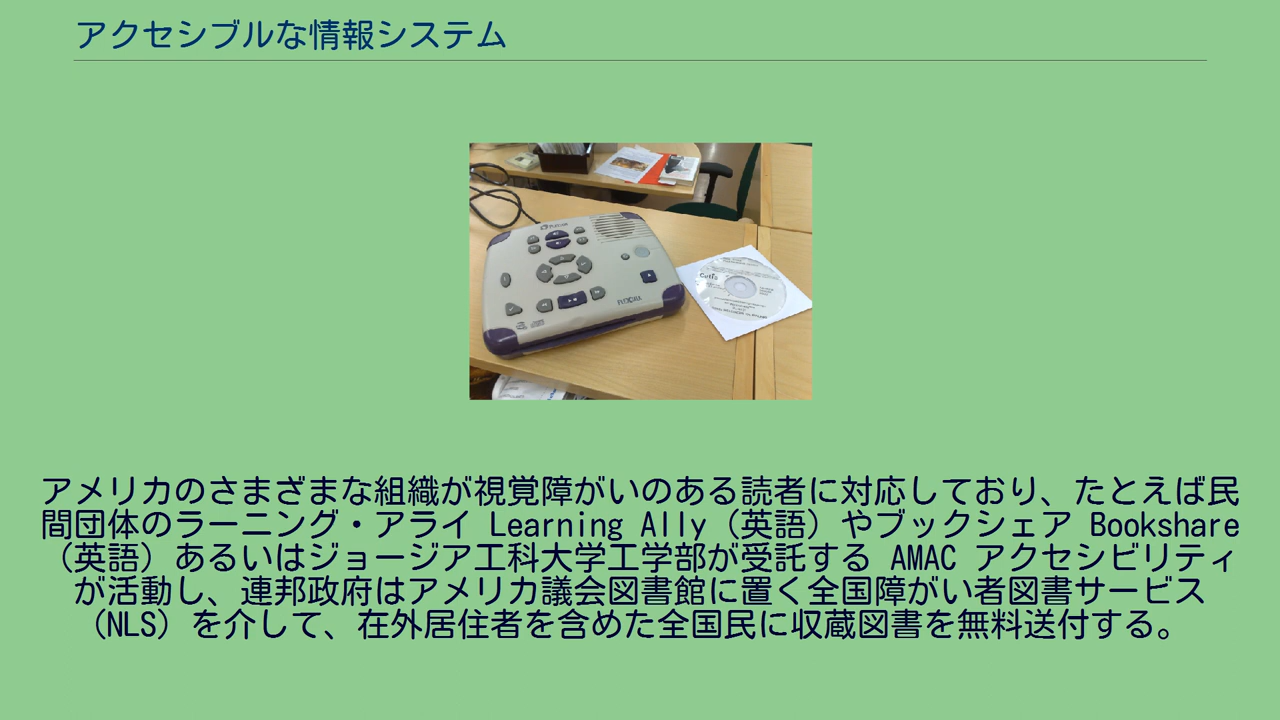 アクセシブルな情報システム
PLEXTALK
アメリカのさまざまな組織が視覚障がいのある読者に対応しており、たとえば民
間団体のラーニング・アライ Learning Ally（英語）やブックシェア Bookshare
（英語）あるいはジョージア工科大学工学部が受託する AMAC アクセシビリティ
が活動し、連邦政府はアメリカ議会図書館に置く全国障がい者図書サービス
（NLS）を介して、在外居住者を含めた全国民に収蔵図書を無料送付する。